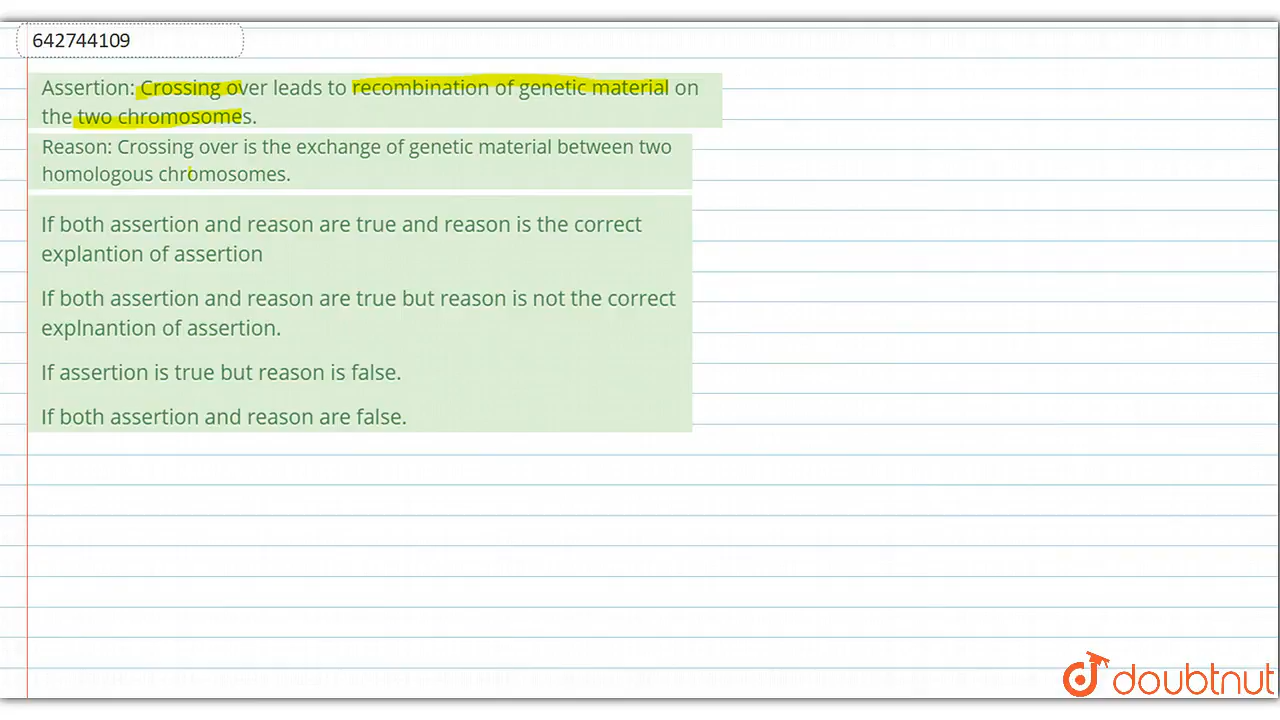 642744109
Assertion: Crossing over leads to recombination of genetic material on
the two chromosomes.
Reason: Crossing over is the exchange of genetic material between two
homologous chromosomes.
If both assertion and reason are true and reason is the correct
explantion of assertion
If both assertion and reason are true but reason is not the correct
explnantion of assertion.
If assertion is true but reason is false.
If both assertion and reason are false.
doubtnut